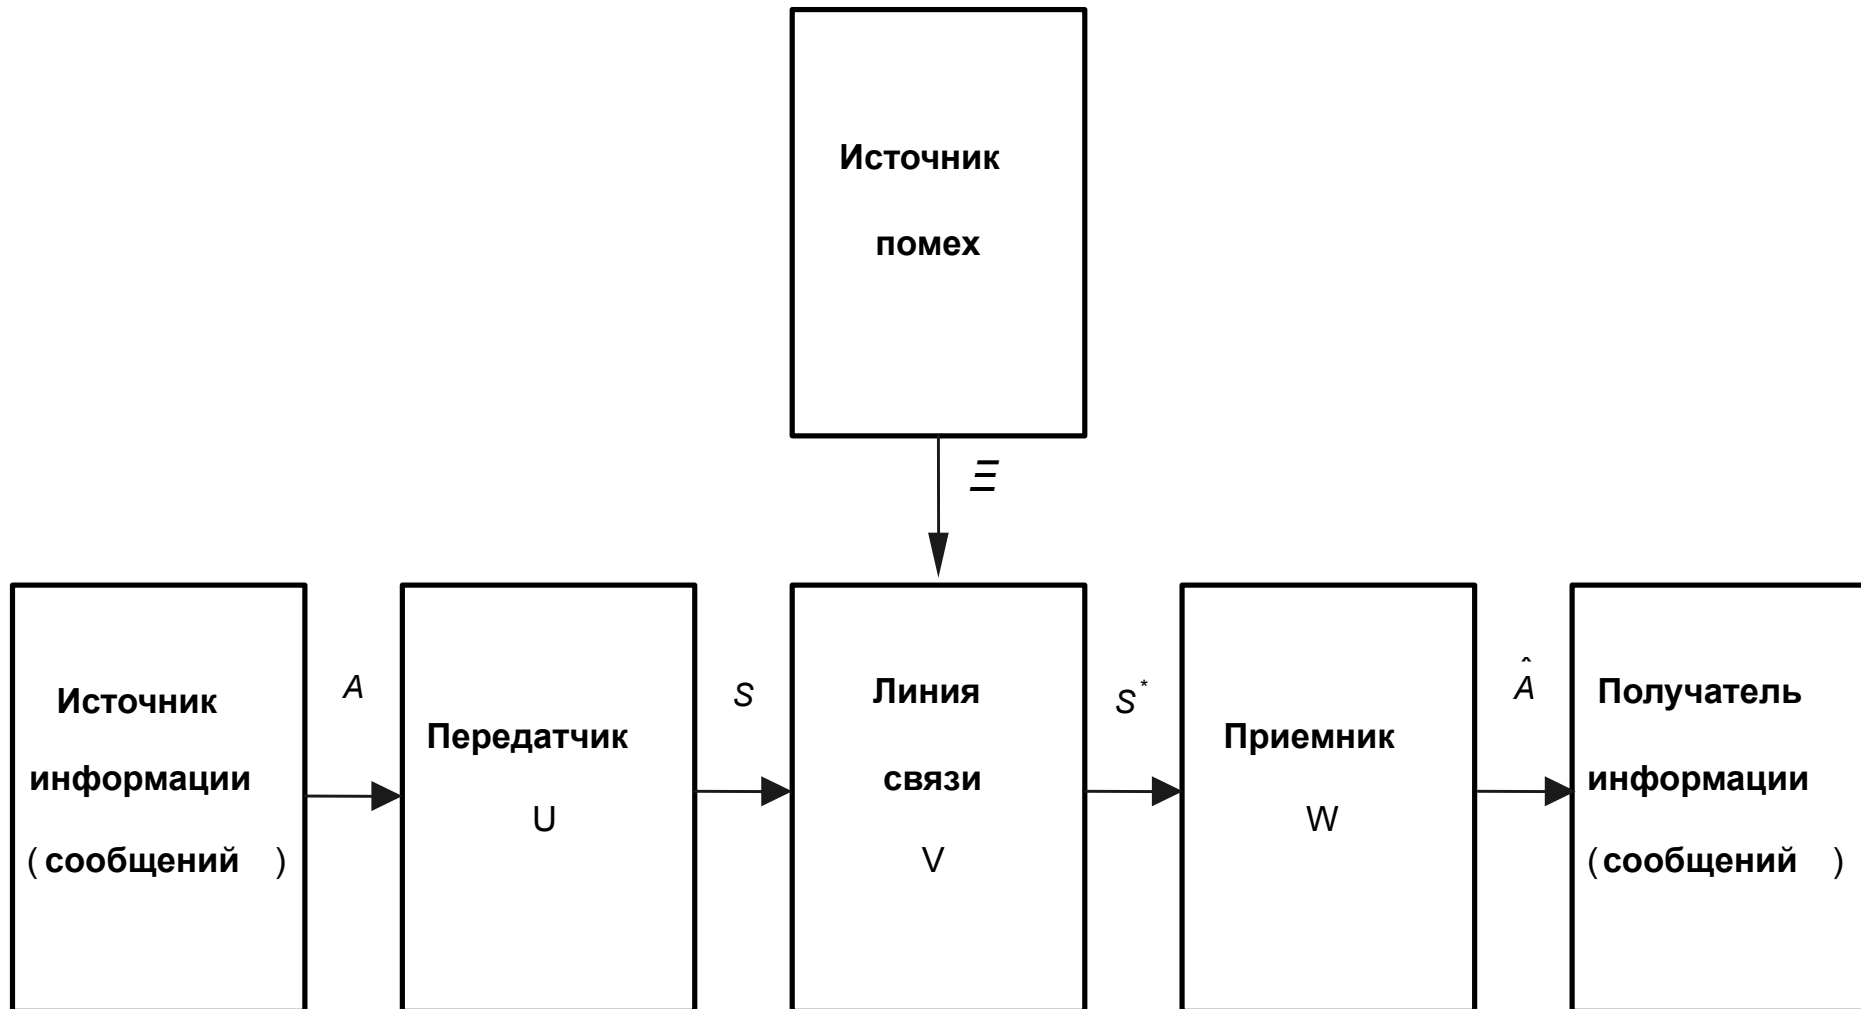 Источник
помех
Ξ
Источник
информации
(сообщений)
A
Передатчик
U
S
Линия
связи
V
S*
Приемник
W
Â
Получатель
информации
(сообщений)